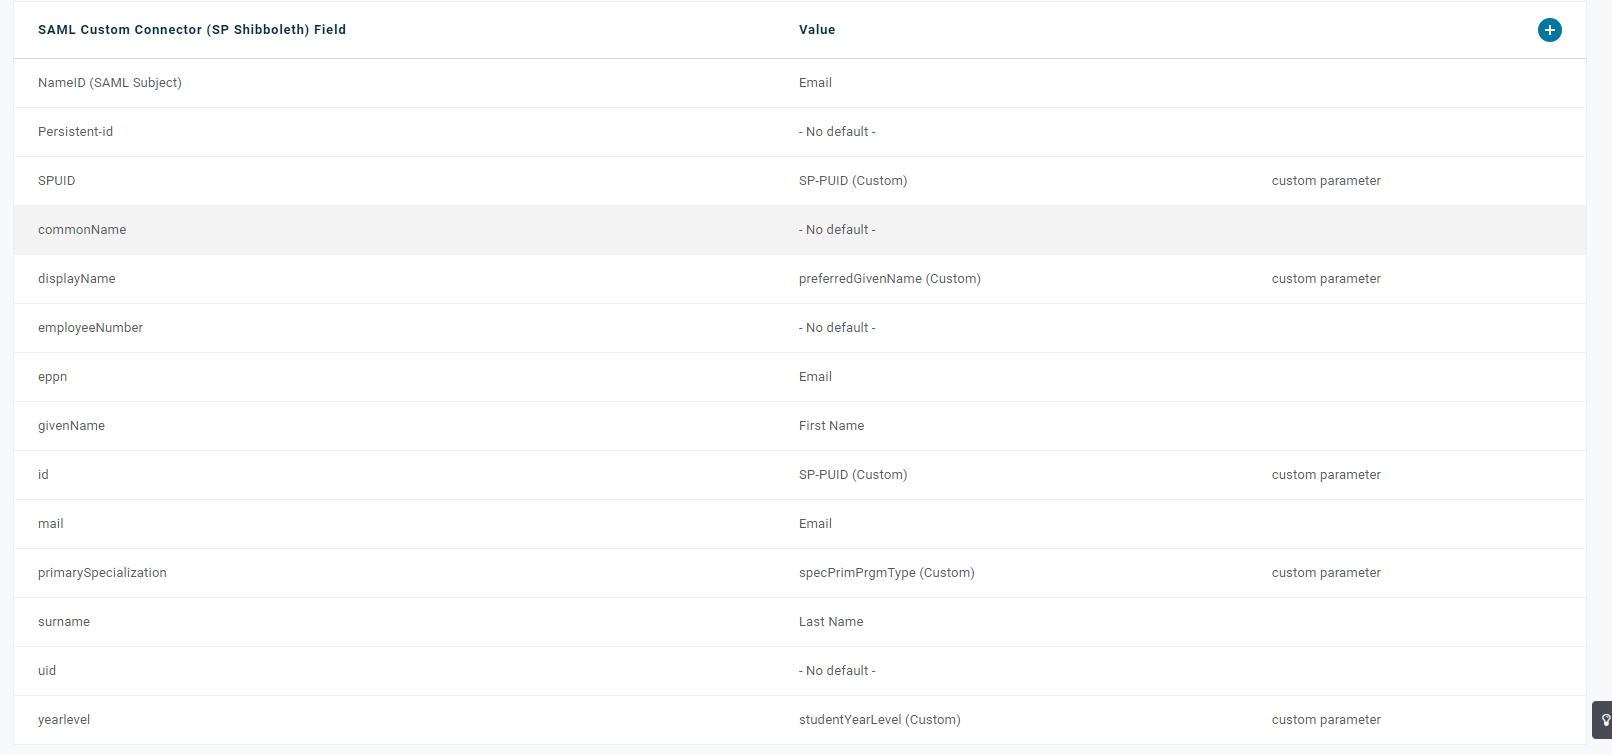 SAML Custom Connector (SP Shibboleth) Field Value
NameID (SAML Subject) Email
Persistent-id - No default -
SPUID SP-PUID (Custom) custom parameter
commonName - No default -
displayName preferredGivenName (Custom) custom parameter
employeeNumber - No default -
eppn Email
givenName First Name
id SP-PUID (Custom) custom parameter
mail Email
primarySpecialization specPrimPrgmType (Custom) custom parameter
surname Last Name
uid - No default -
yearlevel studentYearLevel (Custom) custom parameter